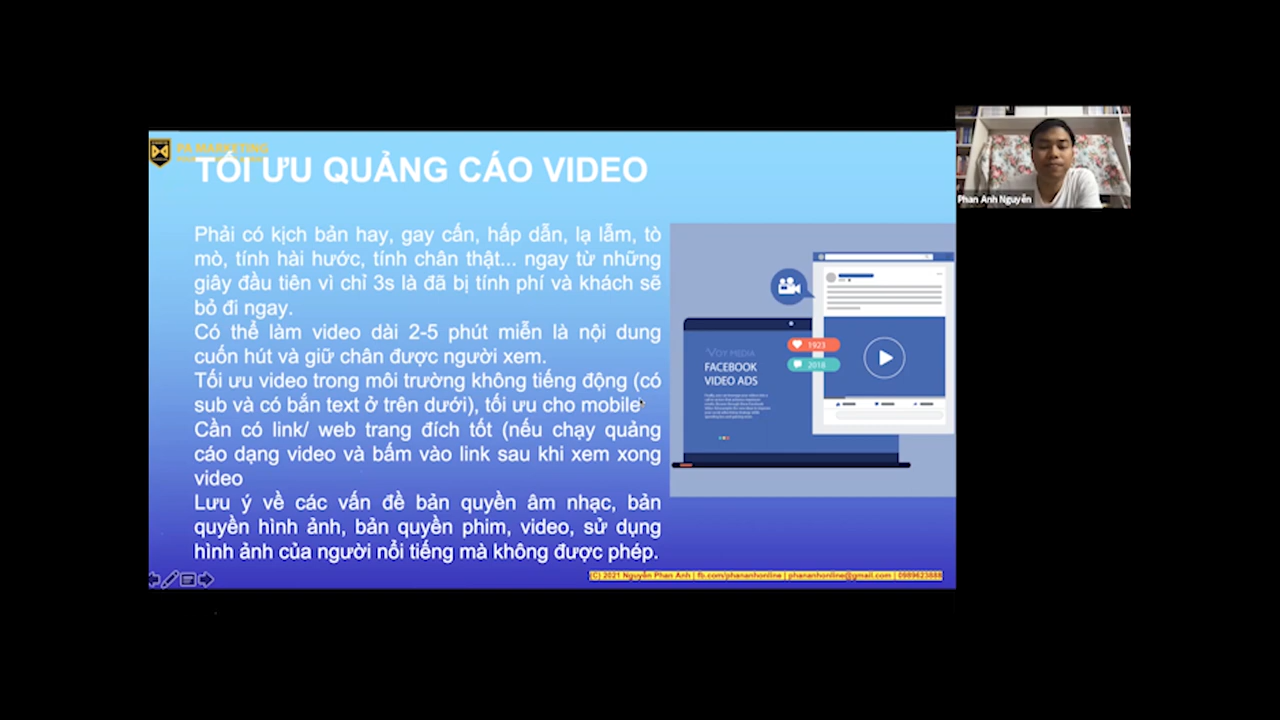 PA MARKETING
TỐI ƯU QUẢNG CÁO VIDEO
Phải có kịch bản hay, gay cấn, hấp dẫn, lạ lẫm, tò
mò, tính hài hước, tính chân thật... ngay từ những
giây đầu tiên vì chỉ 3s là đã bị tính phí và khách sẽ
bỏ đi ngay.
Có thể làm video dài 2-5 phút miễn là nội dung
cuốn hút và giữ chân được người xem.
Tối ưu video trong môi trường không tiếng động (có
sub và có bắn text ở trên dưới), tối ưu cho mobile
Cần có link/ web trang đích tốt (nếu chạy quảng
cáo dạng video và bấm vào link sau khi xem xong
video
Lưu ý về các vấn đề bản quyền âm nhạc, bản
quyền hình ảnh, bản quyền phim, video, sử dụng
hình ảnh của người nổi tiếng mà không được phép.
VOY MEDIA
FACEBOOK
VIDEO ADS
1923
2018
(C) 2021 Nguyễn Phan Anh | fb.com/phananhonline | phananhonline@gmail.com | 0989623888
Phan Anh Nguyễn